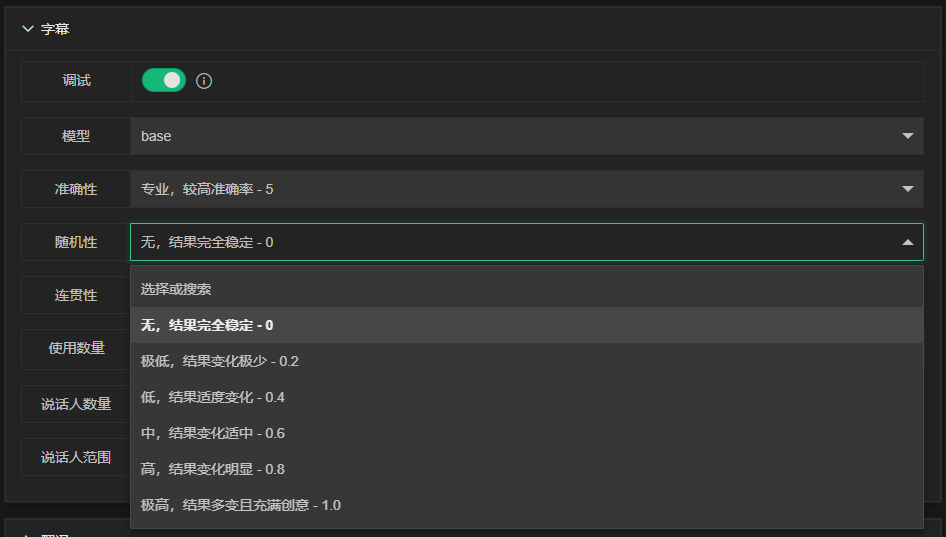 字幕
调试
模型 base
准确性 专业，较高准确率 - 5
随机性 无，结果完全稳定 - 0
选择或搜索
连贯性
无，结果完全稳定 - 0
使用数量
极低，结果变化极少 - 0.2
说话人数量
低，结果适度变化 - 0.4
中，结果变化适中 - 0.6
说话人范围
高，结果变化明显 - 0.8
极高，结果多变且充满创意 - 1.0